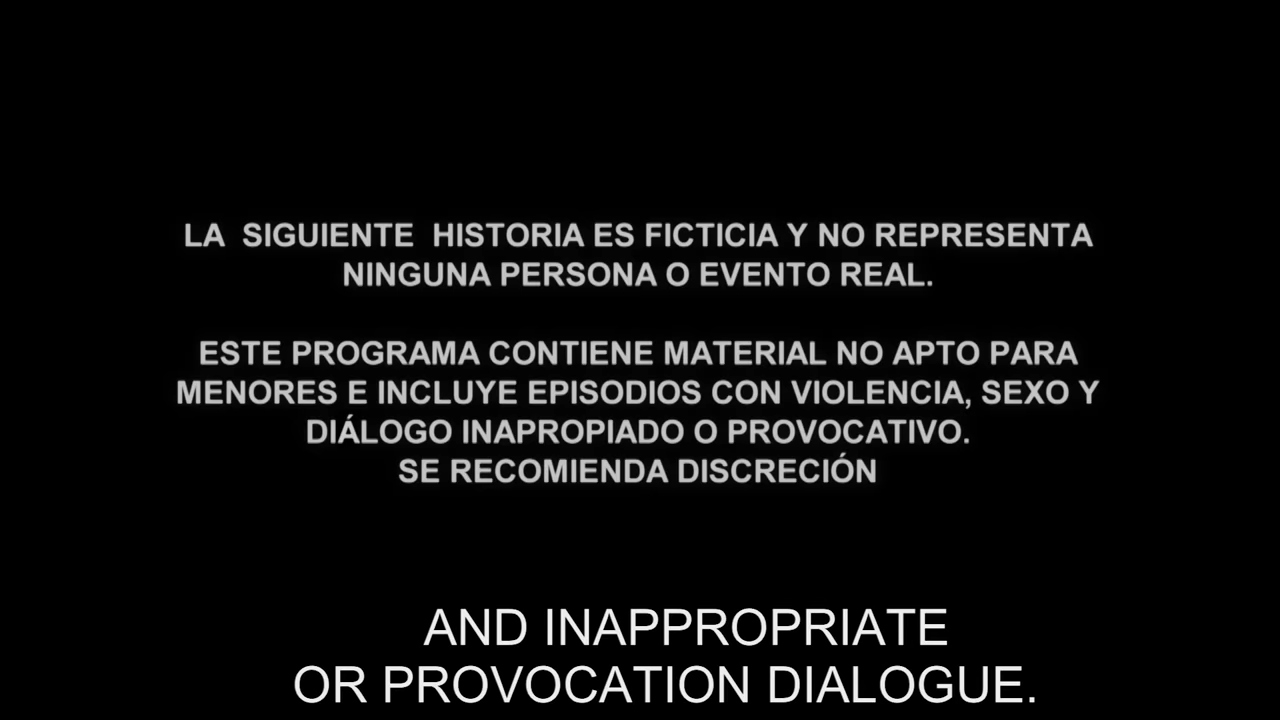 LA SIGUIENTE HISTORIA ES FICTICIA Y NO REPRESENTA
NINGUNA PERSONA O EVENTO REAL.
ESTE PROGRAMA CONTIENE MATERIAL NO APTO PARA
MENORES E INCLUYE EPISODIOS CON VIOLENCIA, SEXO Y
DIÁLOGO INAPROPIADO O PROVOCATIVO.
SE RECOMIENDA DISCRECIÓN
AND INAPPROPRIATE
OR PROVOCATION DIALOGUE.